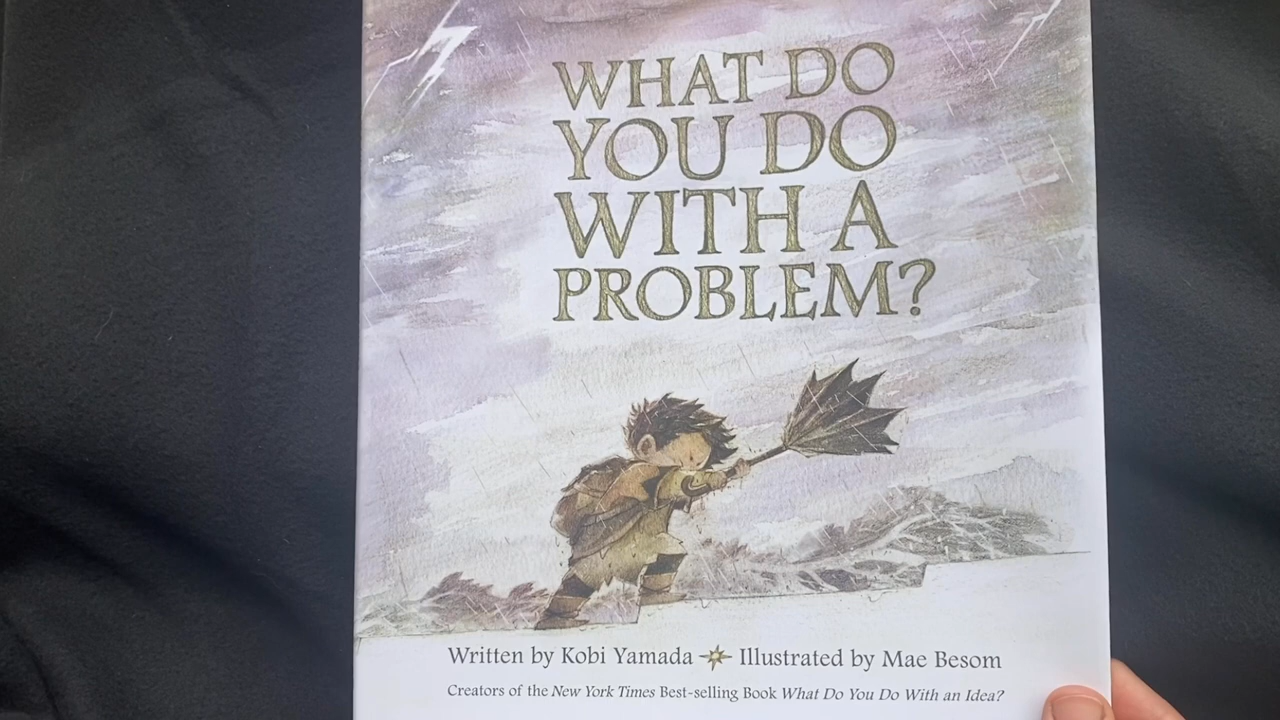 WHAT DO
YOU DO
WITH A
PROBLEM?
Written by Kobi Yamada Illustrated by Mae Besom
Creators of the New York Times Best-selling Book What Do You Do With an Idea?